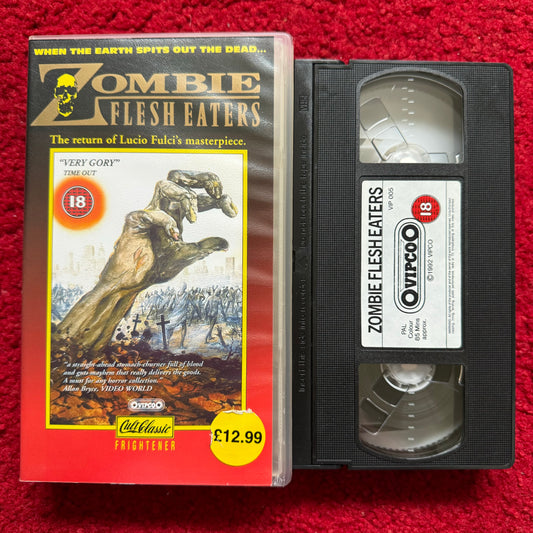 WHEN THE EARTH SPITS OUT THE DEAD...
ZOMBIE
FLESH EATERS
The return of Lucio Fulci's masterpiece.
"VERY GORY"
TIME OUT
18
"a straight-ahead stomach-churner full of blood
and guts mayhem that really delivers the goods.
A must for any horror collection."
Allan Bryce, VIDEO WORLD
VIPCO
Cult Classic
FRIGHTENER
£12.99
ZOMBIE FLESH EATERS
VIP 005
18
VIPCO
©1992 VIPCO
PAL
Colour
85 Mins
approx.